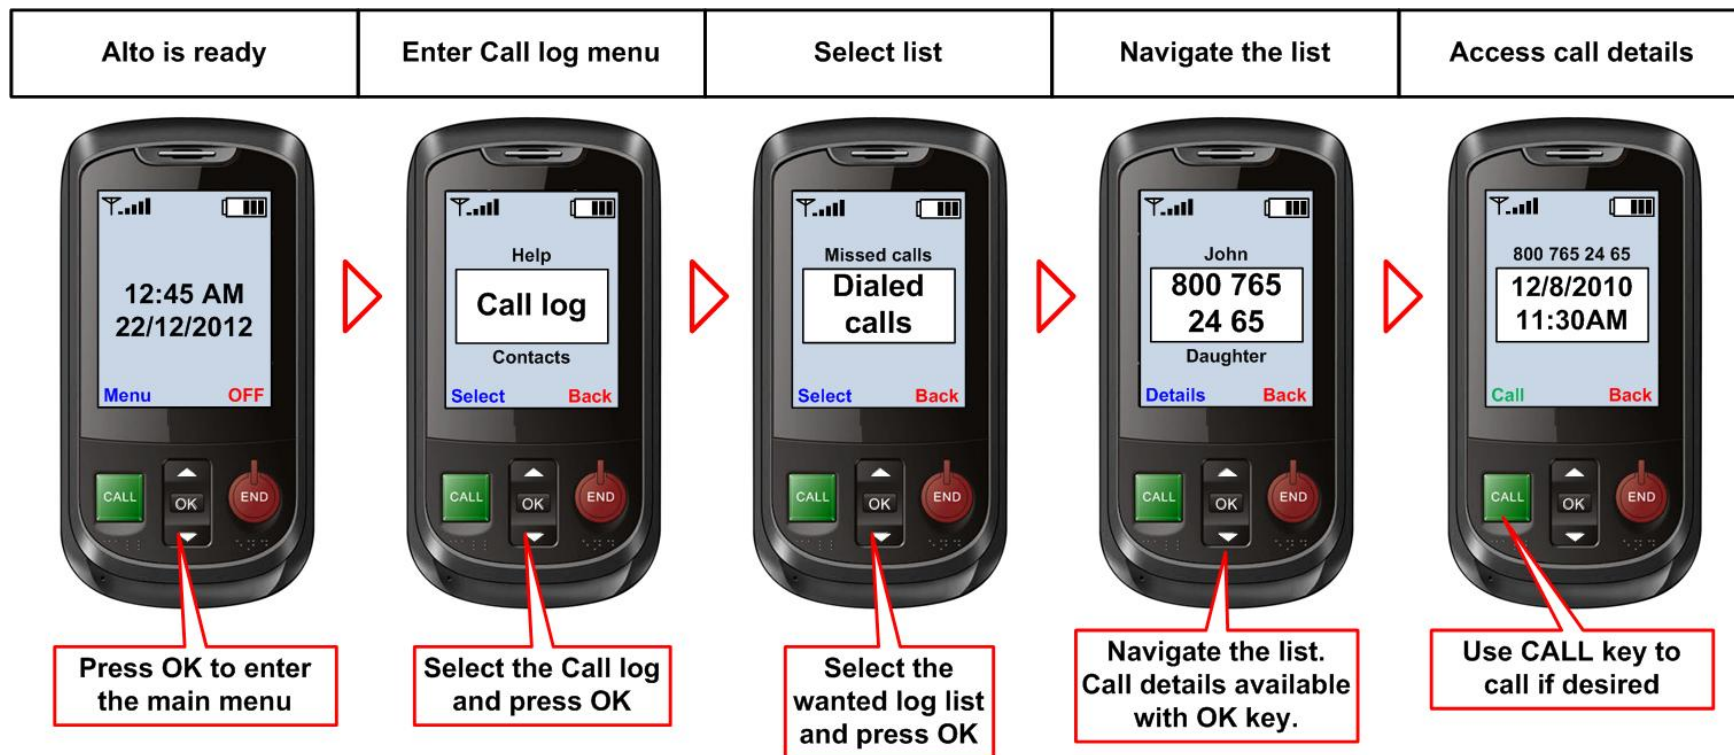 Alto is ready
Enter Call log menu
Select list
Navigate the list
Access call details
12:45 AM
22/12/2012
Menu
OFF
CALL
OK
END
Press OK to enter
the main menu
Help
Call log
Contacts
Select
Back
CALL
OK
END
Select the Call log
and press OK
Missed calls
Dialed
calls
Select
Back
CALL
OK
END
Select the
wanted log list
and press OK
John
800 765
24 65
Daughter
Details
Back
CALL
OK
END
Navigate the list.
Call details available
with OK key.
800 765 24 65
12/8/2010
11:30AM
Call
Back
CALL
OK
END
Use CALL key to
call if desired